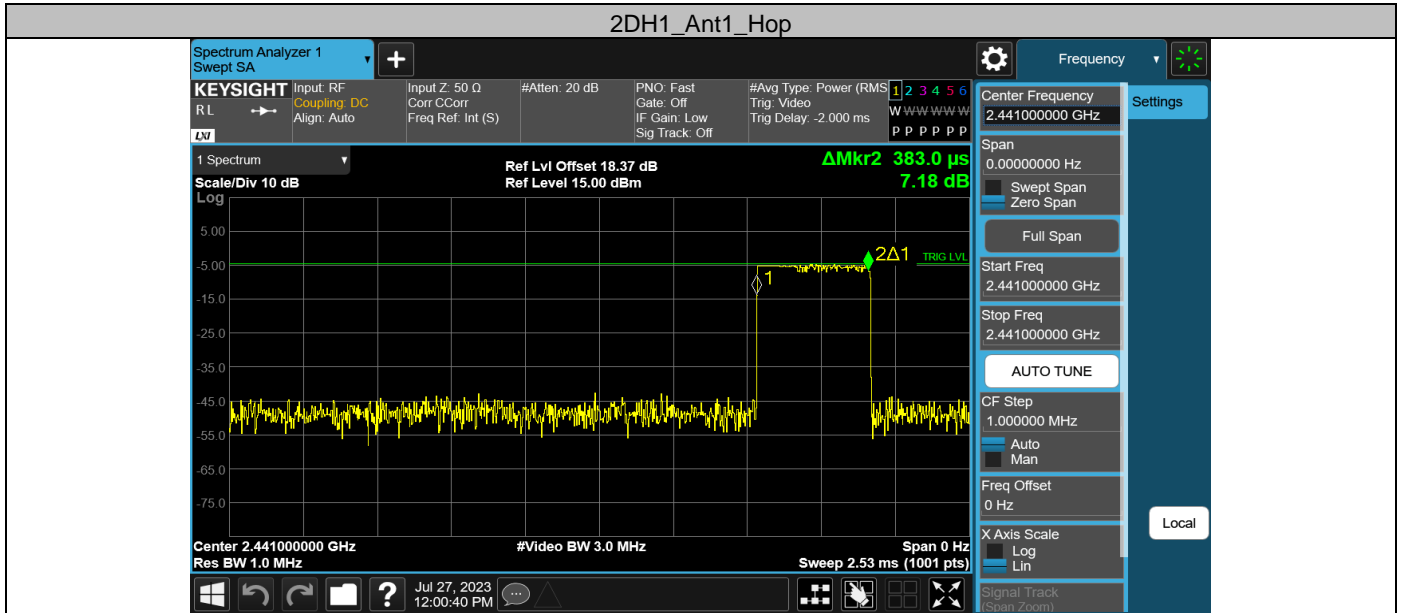 2DH1_Ant1_Hop
Spectrum Analyzer 1
Swept SA
+
Frequency
KEYSIGHT
RL
LXI
Input: RF
Coupling: DC
Align: Auto
Input Z: 50 Ω
Corr CCorr
Freq Ref: Int (S)
#Atten: 20 dB
PNO: Fast
Gate: Off
IF Gain: Low
Sig Track: Off
#Avg Type: Power (RMS
Trig: Video
Trig Delay: -2.000 ms
1 2 3 4 5 6
W W W W W W
P P P P P P
1 Spectrum
Scale/Div 10 dB
Log
Ref Lvl Offset 18.37 dB
Ref Level 15.00 dBm
ΔMkr2 383.0 µs
7.18 dB
5.00
-5.00
-15.0
-25.0
-35.0
-45.0
-55.0
-65.0
-75.0
1
2Δ1
TRIG LVL
Center 2.441000000 GHz
Res BW 1.0 MHz
#Video BW 3.0 MHz
Span 0 Hz
Sweep 2.53 ms (1001 pts)
Center Frequency
2.441000000 GHz
Settings
Span
0.00000000 Hz
Swept Span
Zero Span
Full Span
Start Freq
2.441000000 GHz
Stop Freq
2.441000000 GHz
AUTO TUNE
CF Step
1.000000 MHz
Auto
Man
Freq Offset
0 Hz
X Axis Scale
Log
Lin
Local
Signal Track
(Span Zoom)
?
Jul 27, 2023
12:00:40 PM